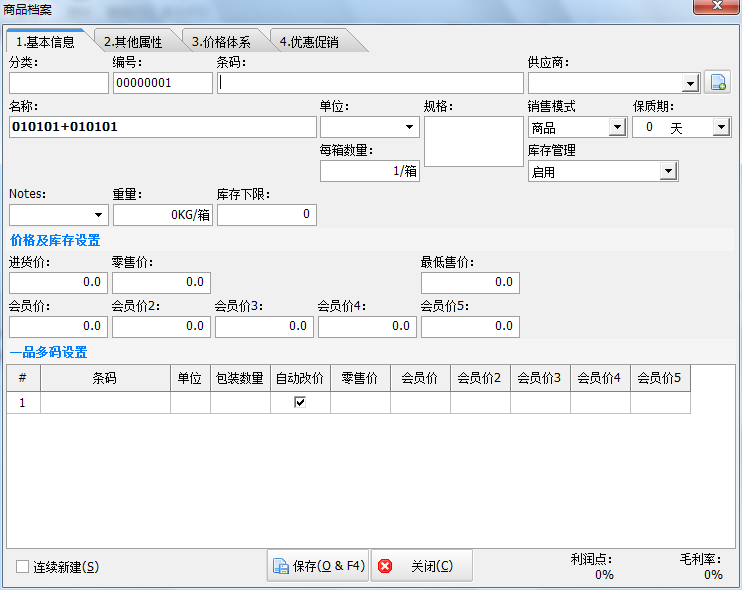 商品档案
1.基本信息 2.其他属性 3.价格体系 4.优惠促销
分类: 编号: 条码: 供应商:
00000001
名称: 单位: 规格: 销售模式 保质期:
010101+010101 商品 0 天
每箱数量: 库存管理
1/箱 启用
Notes: 重量: 库存下限:
0KG/箱 0
价格及库存设置
进货价: 零售价: 最低售价:
0.0 0.0 0.0
会员价: 会员价2: 会员价3: 会员价4: 会员价5:
0.0 0.0 0.0 0.0 0.0
一品多码设置
# 条码 单位 包装数量 自动改价 零售价 会员价 会员价2 会员价3 会员价4 会员价5
1
连续新建(S) 保存(O & F4) 关闭(C) 利润点: 毛利率:
0% 0%